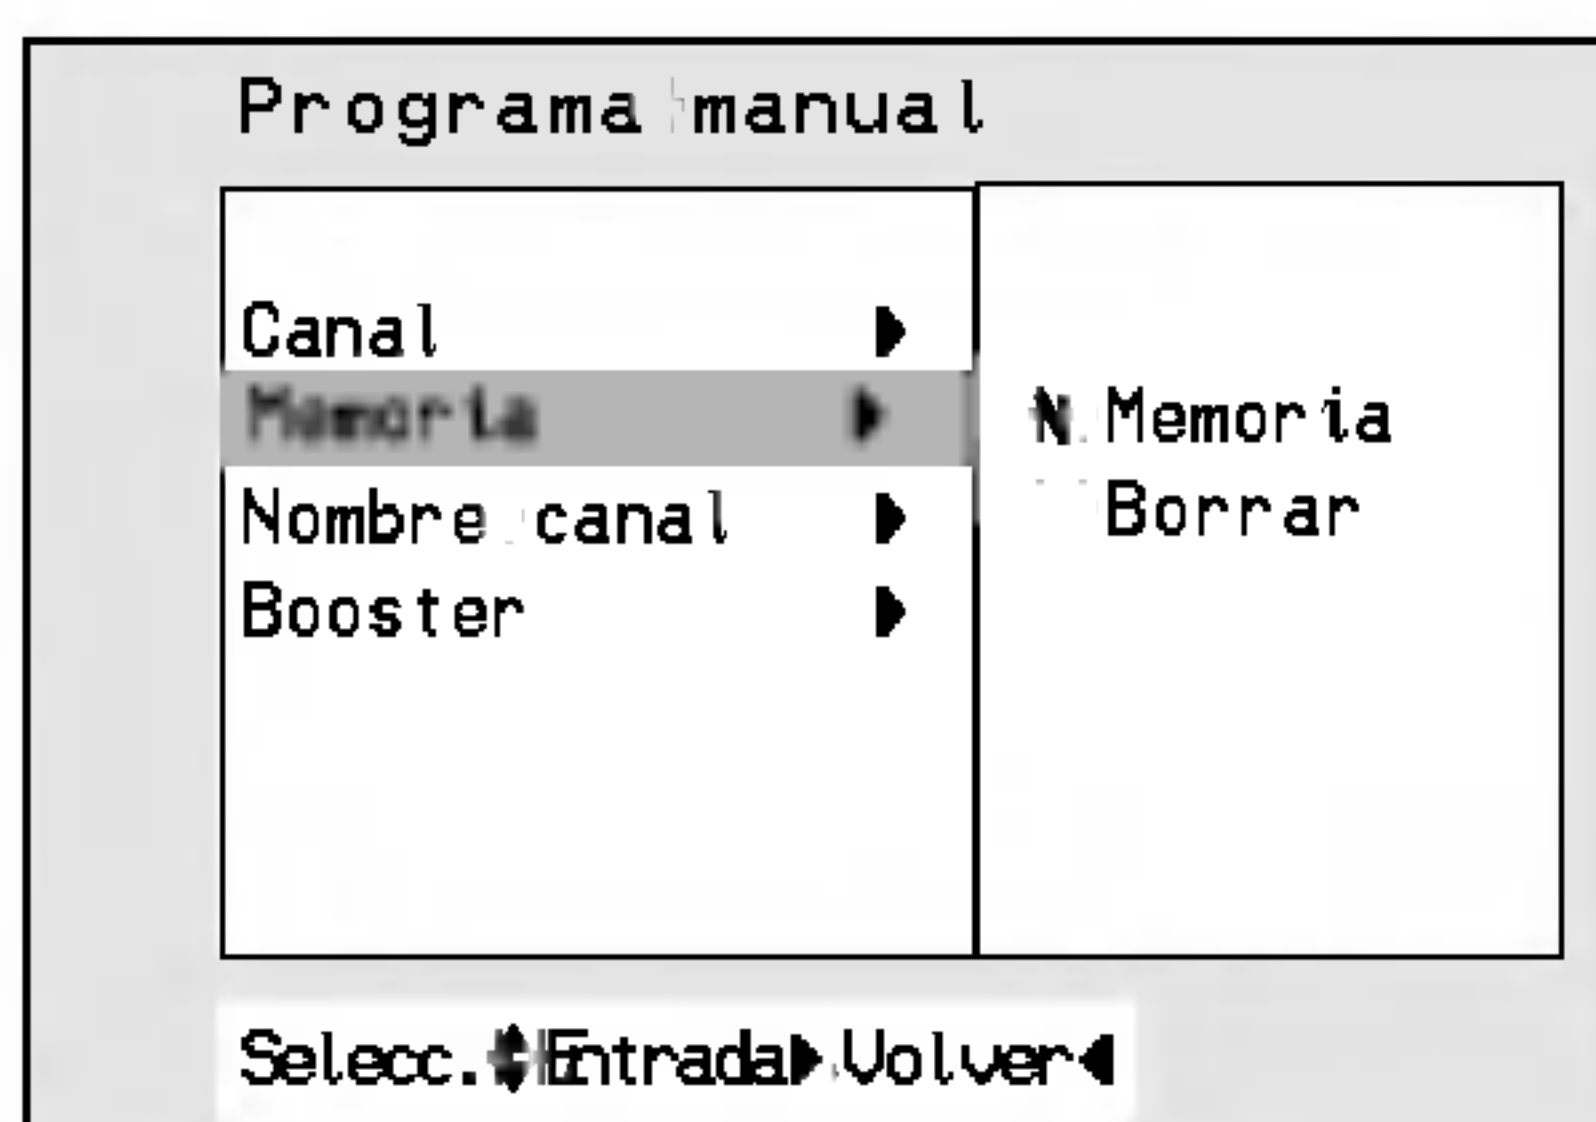 Programa manual
Canal ▶
Memoria ▶
N Memoria
Nombre canal ▶
Borrar
Booster ▶
Selecc.♦Entrada▶Volver◀